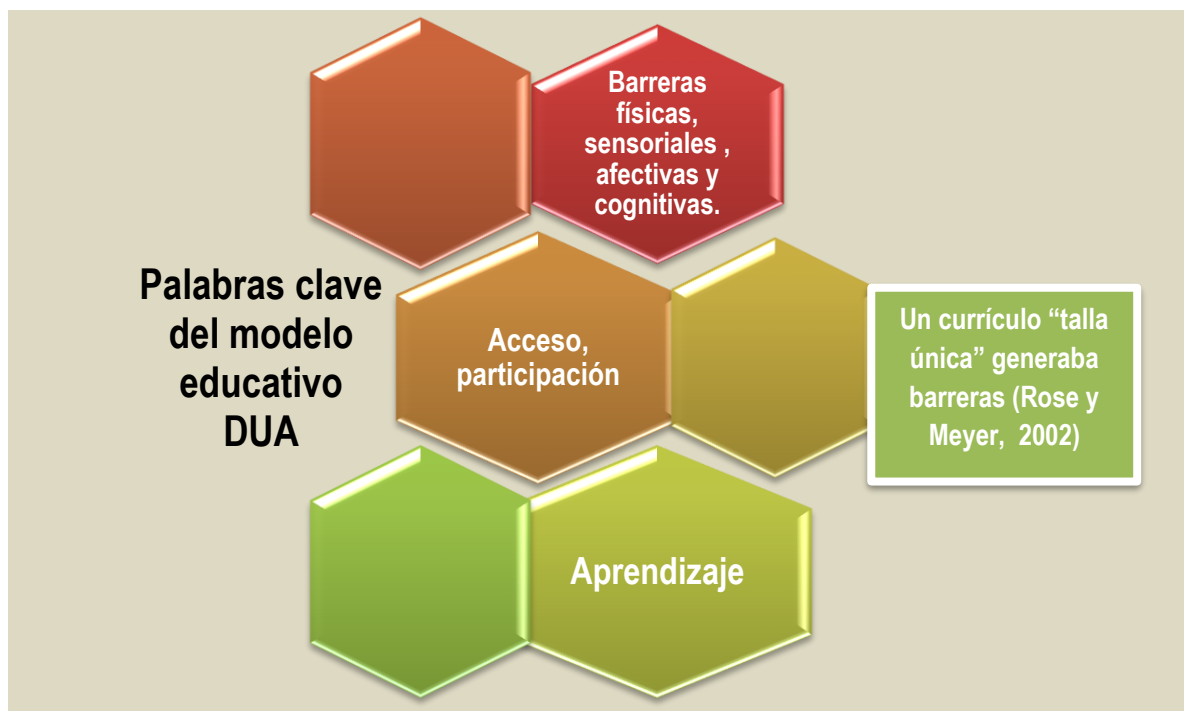 Barreras
físicas,
sensoriales ,
afectivas y
cognitivas.
Palabras clave
del modelo
educativo
DUA
Acceso,
participación
Un currículo “talla
única” generaba
barreras (Rose y
Meyer, 2002)
Aprendizaje